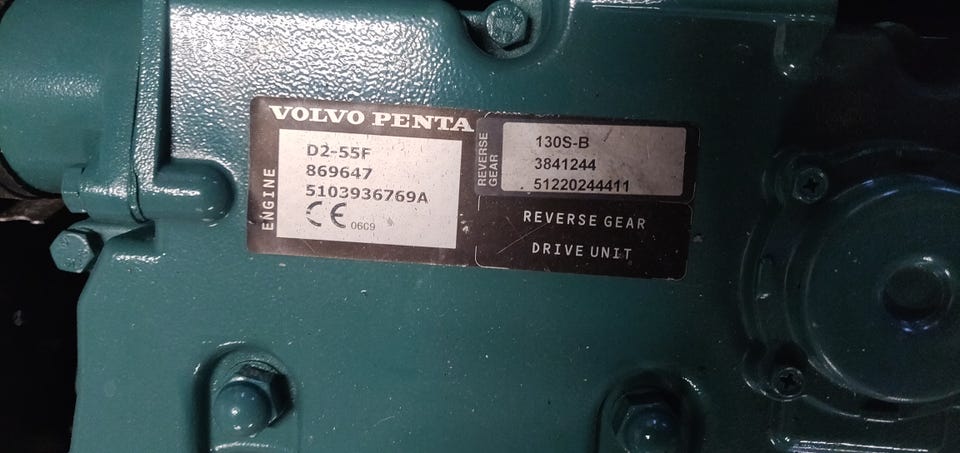 VOLVO PENTA
ENGINE
D2-55F
869647
5103936769A
CE 0609
REVERSE
GEAR
130S-B
3841244
51220244411
REVERSE GEAR
DRIVE UNIT